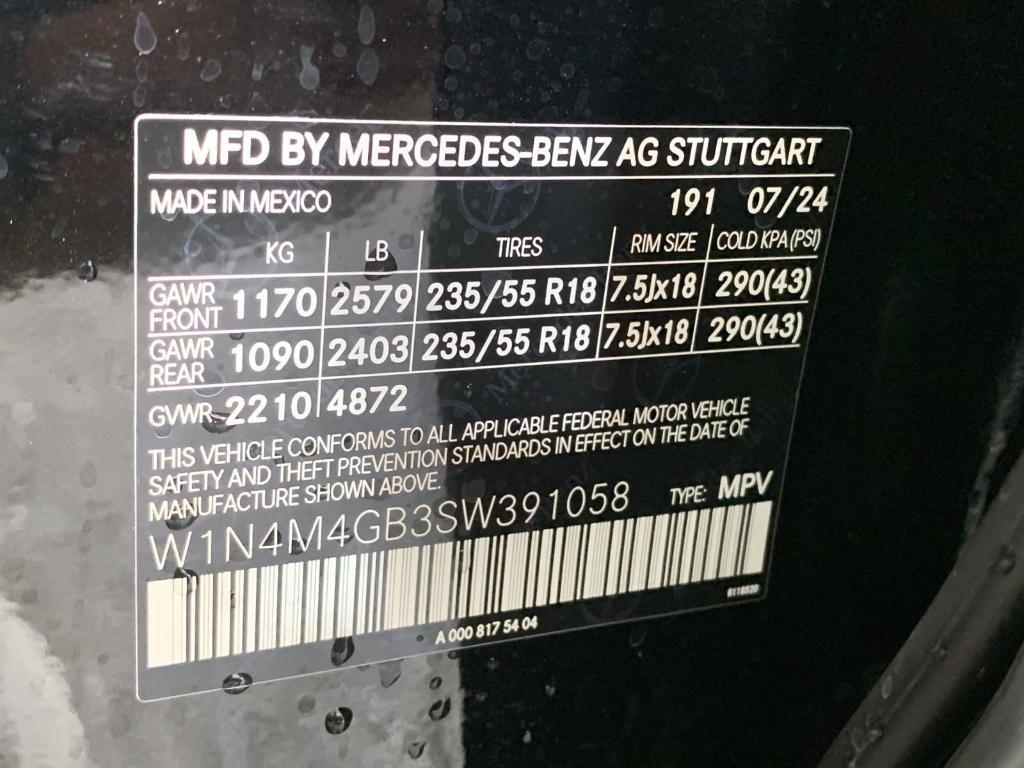 MFD BY MERCEDES-BENZ AG STUTTGART
MADE IN MEXICO 191 07/24
KG LB TIRES RIM SIZE COLD KPA (PSI)
GAWR FRONT 1170 2579 235/55 R18 7.5Jx18 290(43)
GAWR REAR 1090 2403 235/55 R18 7.5Jx18 290(43)
GVWR 2210 4872
THIS VEHICLE CONFORMS TO ALL APPLICABLE FEDERAL MOTOR VEHICLE
SAFETY AND THEFT PREVENTION STANDARDS IN EFFECT ON THE DATE OF
MANUFACTURE SHOWN ABOVE.
W1N4M4GB3SW391058 TYPE: MPV
A 000 817 54 04